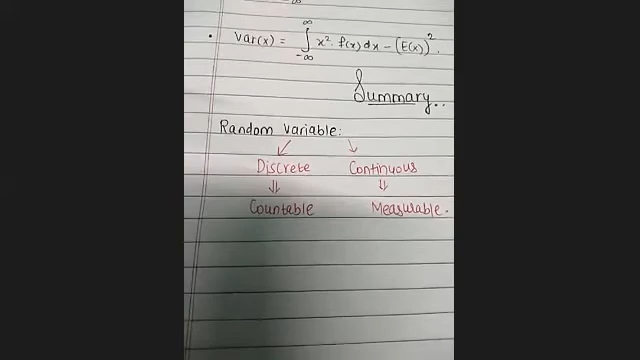 • Var(x) = ∫_{-∞}^{∞} x². f(x) dx - (E(x))².
Summary..
Random Variable:
↙ ↘
Discrete Continuous
⇓ ⇓
Countable Measurable.